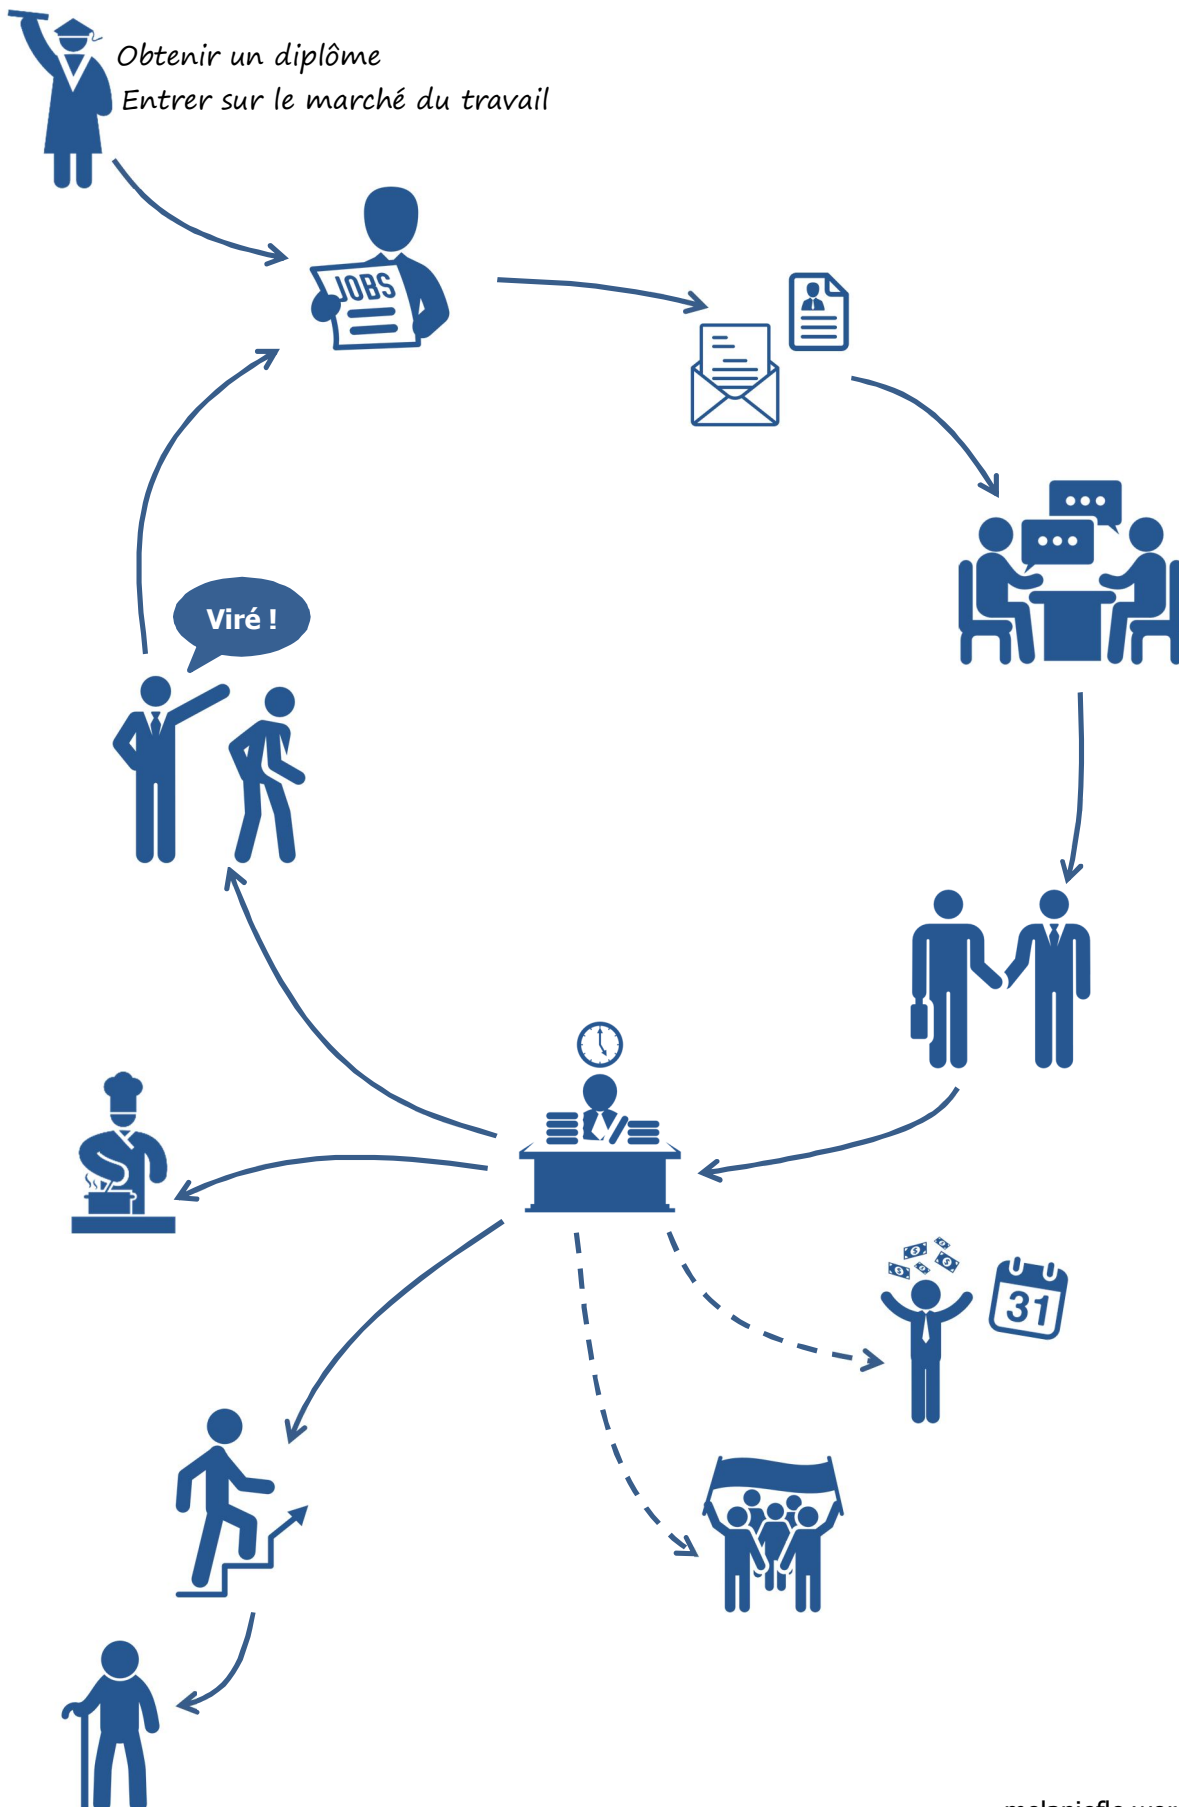 Obtenir un diplôme
Entrer sur le marché du travail
JOBS
Viré !
31